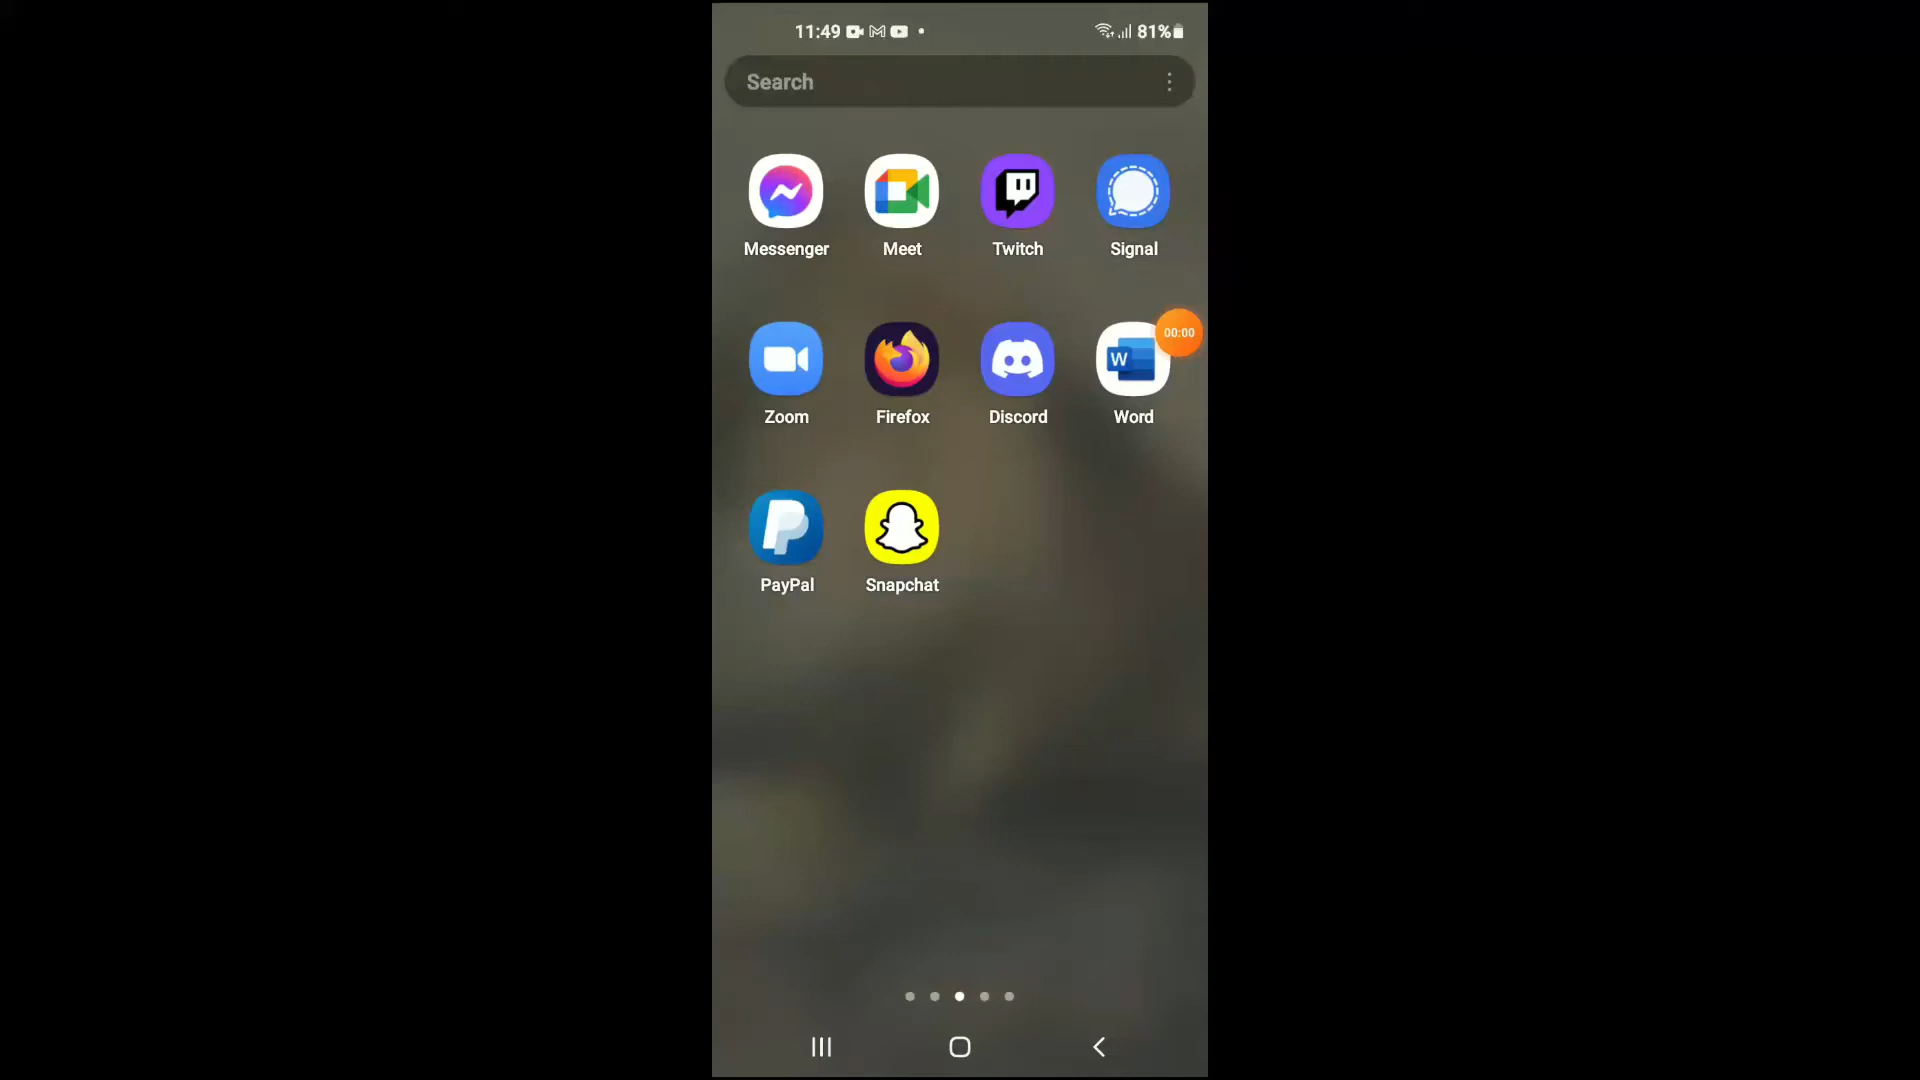 11:49 81%
Search
Messenger Meet Twitch Signal
00:00
W
Zoom Firefox Discord Word
PayPal Snapchat